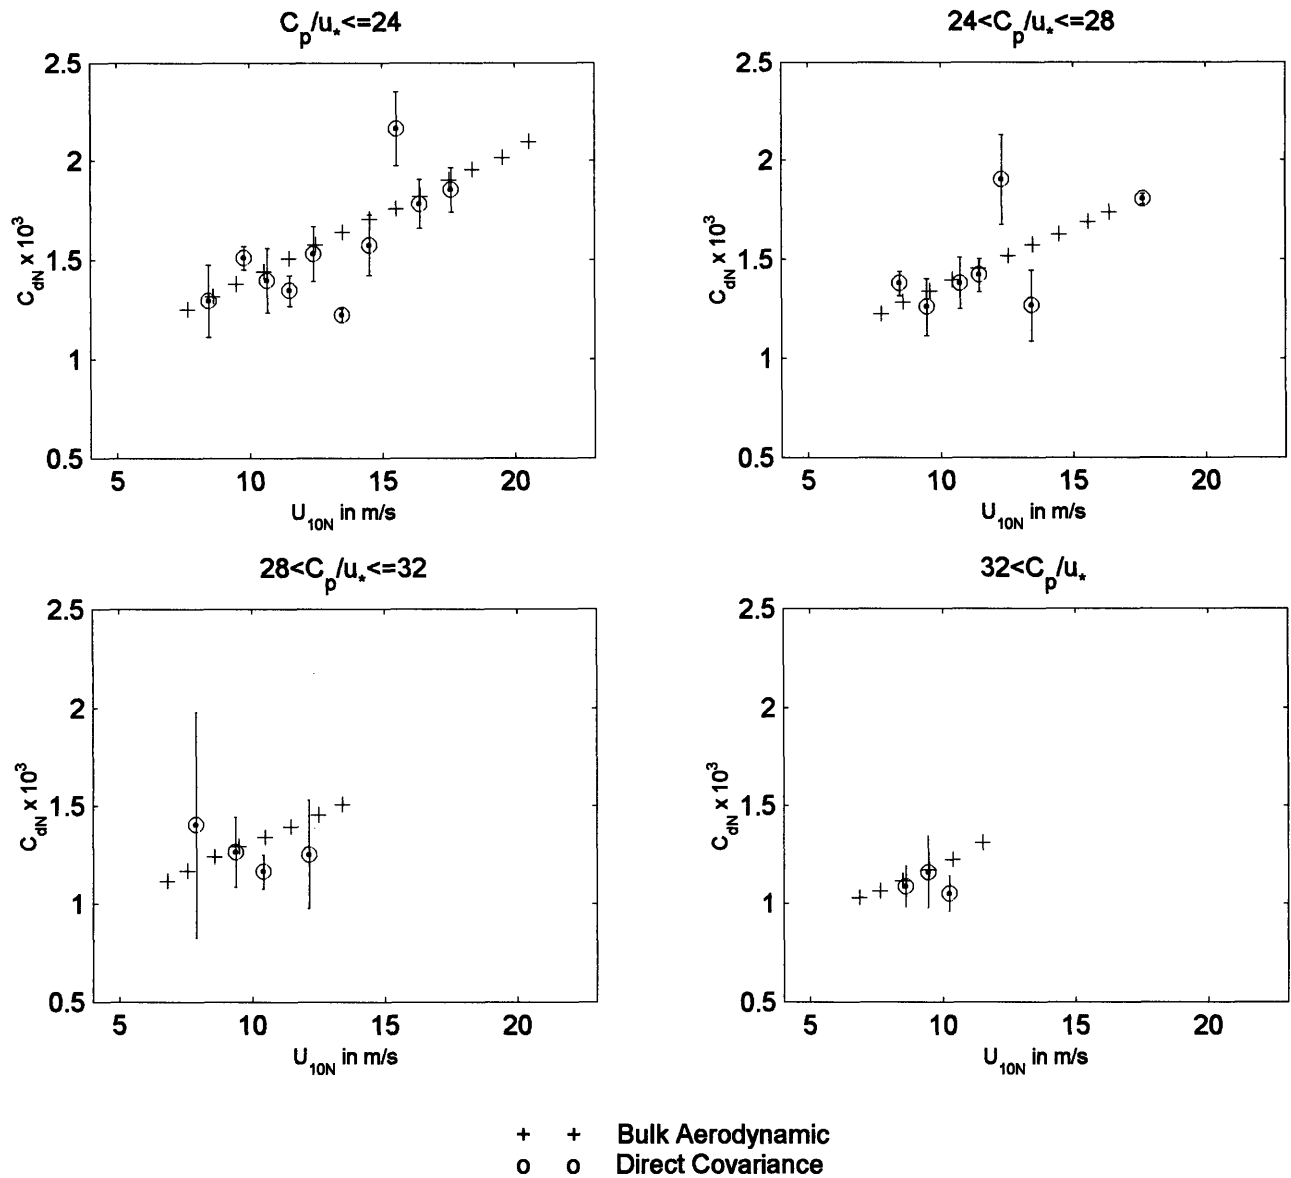 C_p/u_*<=24
2.5
2
1.5
1
0.5
C_dN x 10^3
5 10 15 20
U_10N in m/s
24<C_p/u_*<=28
2.5
2
1.5
1
0.5
C_dN x 10^3
5 10 15 20
U_10N in m/s
28<C_p/u_*<=32
2.5
2
1.5
1
0.5
C_dN x 10^3
5 10 15 20
U_10N in m/s
32<C_p/u_*
2.5
2
1.5
1
0.5
C_dN x 10^3
5 10 15 20
U_10N in m/s
+ + Bulk Aerodynamic
o o Direct Covariance